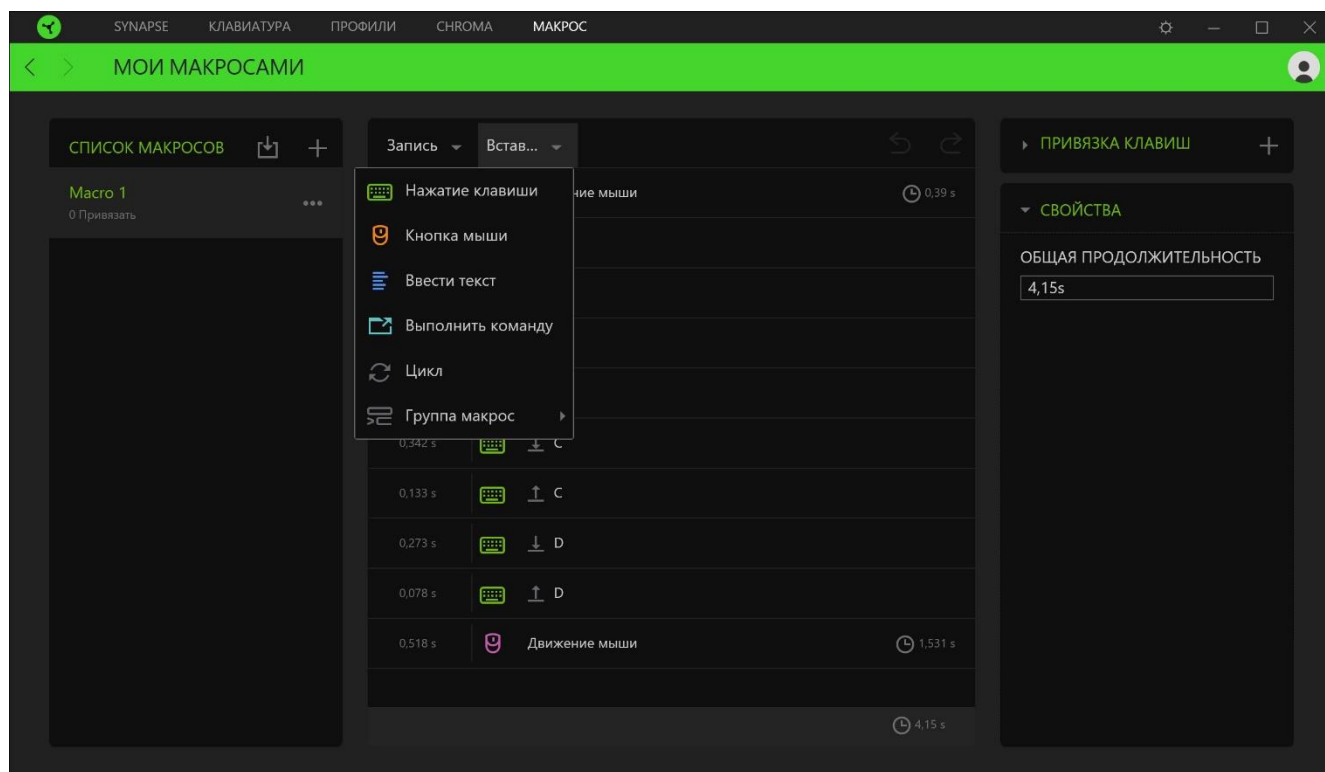 SYNAPSE КЛАВИАТУРА ПРОФИЛИ CHROMA МАКРОС
МОИ МАКРОСАМИ
СПИСОК МАКРОСОВ
Macro 1
0 Привязать
Запись Встав...
Нажатие клавиши
Кнопка мыши
Ввести текст
Выполнить команду
Цикл
Группа макрос
ние мыши 0,39 s
0,342 s C
0,133 s C
0,273 s D
0,078 s D
0,518 s Движение мыши 1,531 s
4,15 s
ПРИВЯЗКА КЛАВИШ
СВОЙСТВА
ОБЩАЯ ПРОДОЛЖИТЕЛЬНОСТЬ
4,15s